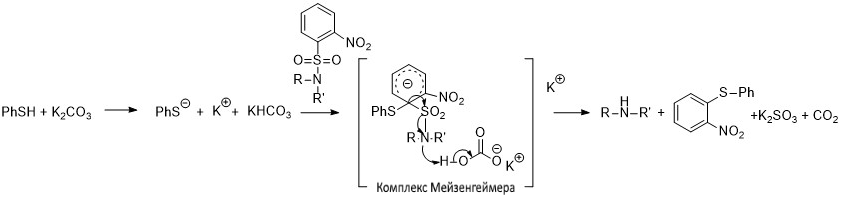 PhSH + K2CO3
PhS⊖ + K⊕ + KHCO3
NO2
O=S=O
R-N
R'
⊖
NO2
PhS
SO2
R-N-R'
H-O
O
O⊖
K⊕
K⊕
Комплекс Мейзенгеймера
H
R-N-R' +
S-Ph
NO2
+K2SO3 + CO2